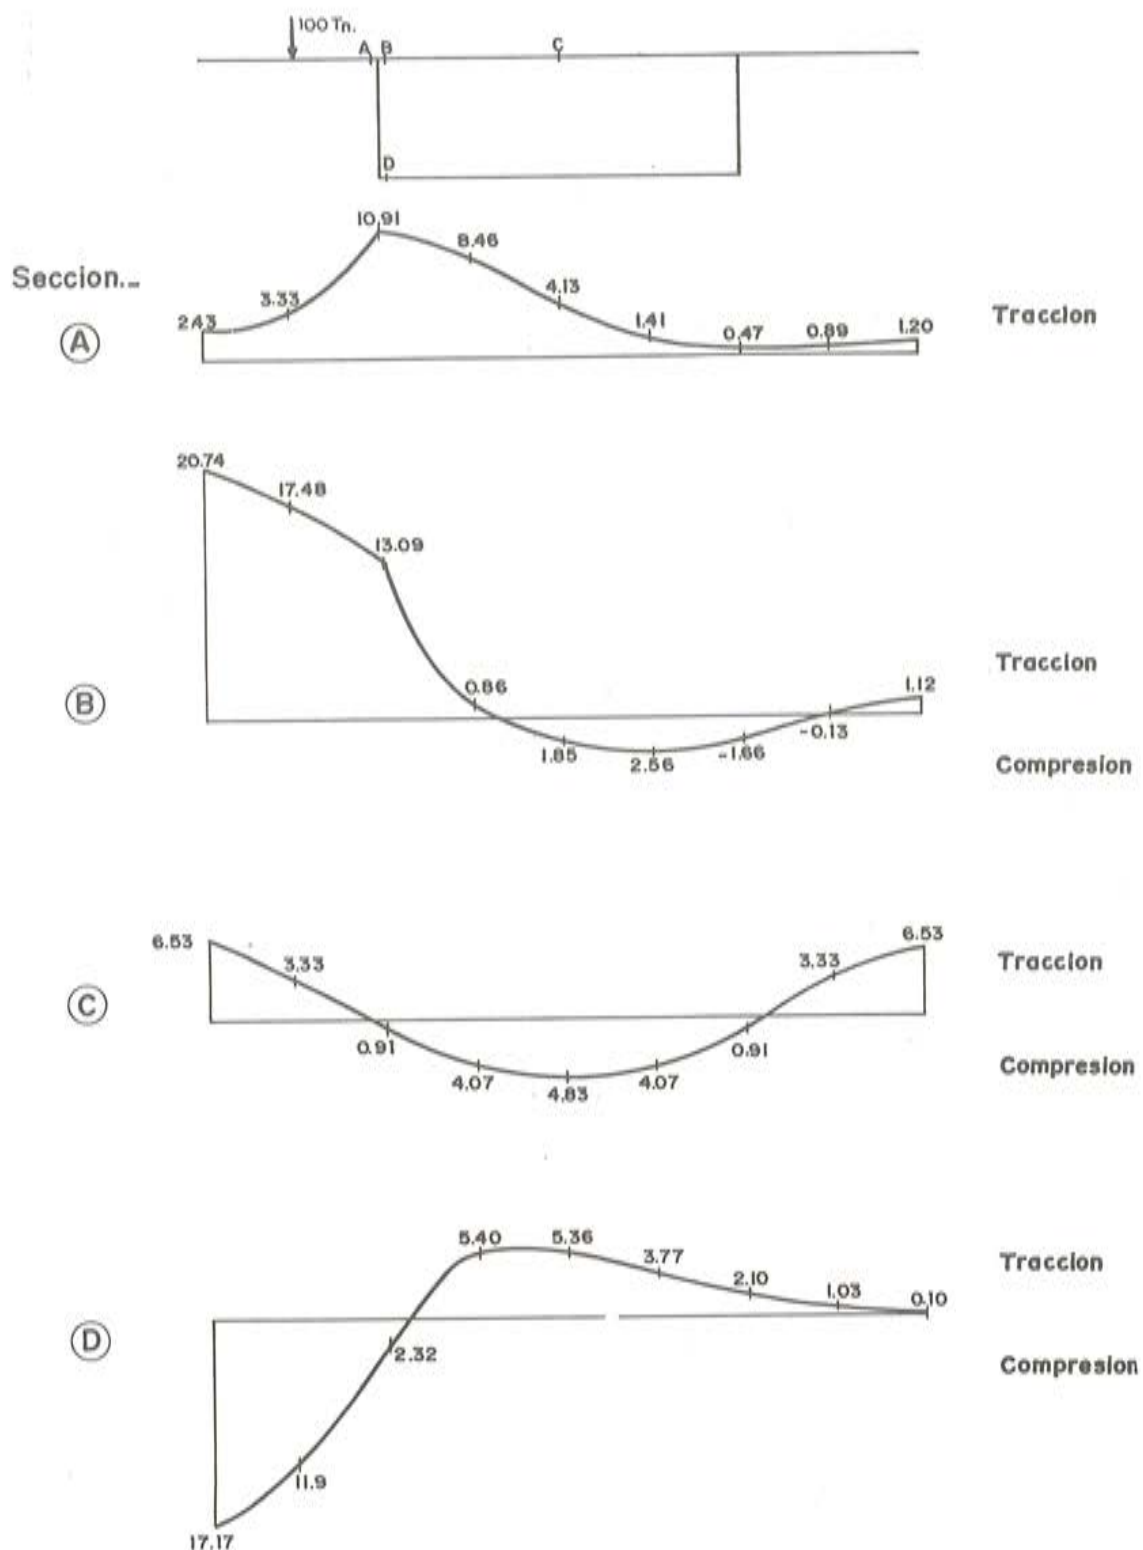 100 Tn.
A B C
D
Seccion..
A
2.43 3.33 10.91 8.46 4.13 1.41 0.47 0.89 1.20
Traccion
B
20.74 17.48 13.09 0.86 1.85 2.56 -1.66 -0.13 1.12
Traccion
Compresion
C
6.53 3.33 0.91 4.07 4.83 4.07 0.91 3.33 6.53
Traccion
Compresion
D
17.17 11.9 2.32 5.40 5.36 3.77 2.10 1.03 0.10
Traccion
Compresion